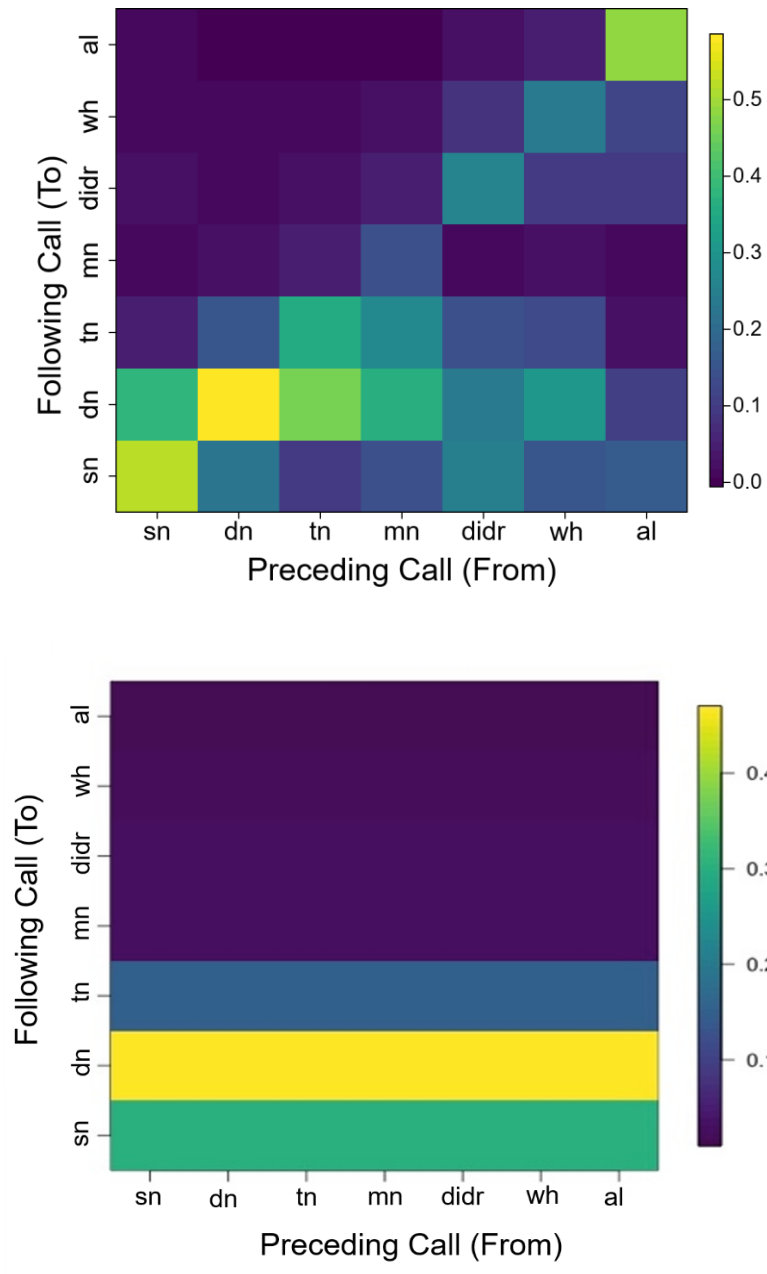 al
wh
didr
mn
tn
dn
sn
Following Call (To)
sn dn tn mn didr wh al
Preceding Call (From)
0.5
0.4
0.3
0.2
0.1
0.0
al
wh
didr
mn
tn
dn
sn
Following Call (To)
sn dn tn mn didr wh al
Preceding Call (From)